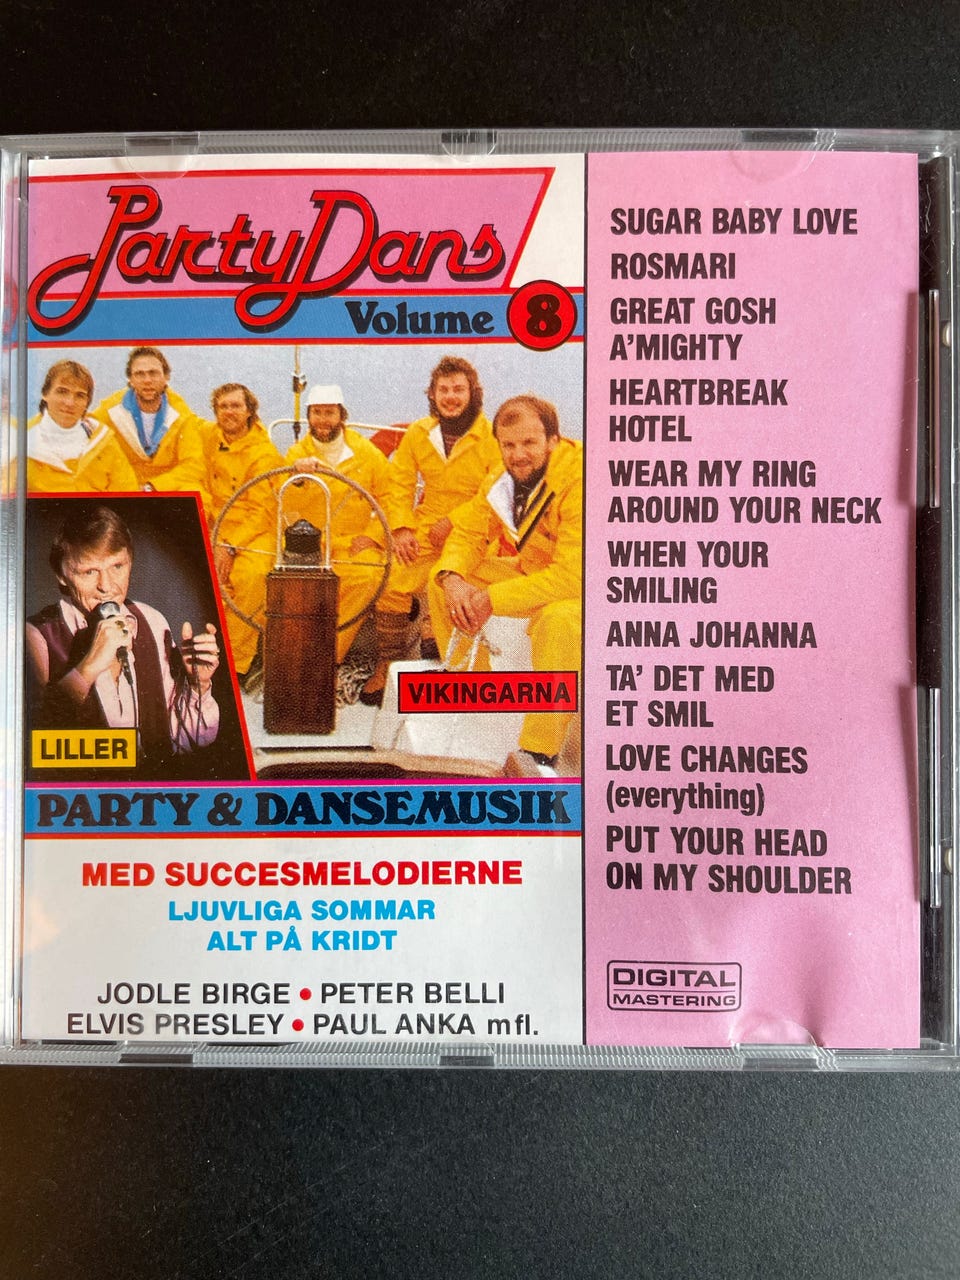 Party Dans
Volume 8
VIKINGARNA
LILLER
PARTY & DANSEMUSIK
MED SUCCESMELODIERNE
LJUVLIGA SOMMAR
ALT PÅ KRIDT
JODLE BIRGE • PETER BELLI
ELVIS PRESLEY • PAUL ANKA m fl.
SUGAR BABY LOVE
ROSMARI
GREAT GOSH
A'MIGHTY
HEARTBREAK
HOTEL
WEAR MY RING
AROUND YOUR NECK
WHEN YOUR
SMILING
ANNA JOHANNA
TA' DET MED
ET SMIL
LOVE CHANGES
(everything)
PUT YOUR HEAD
ON MY SHOULDER
DIGITAL
MASTERING